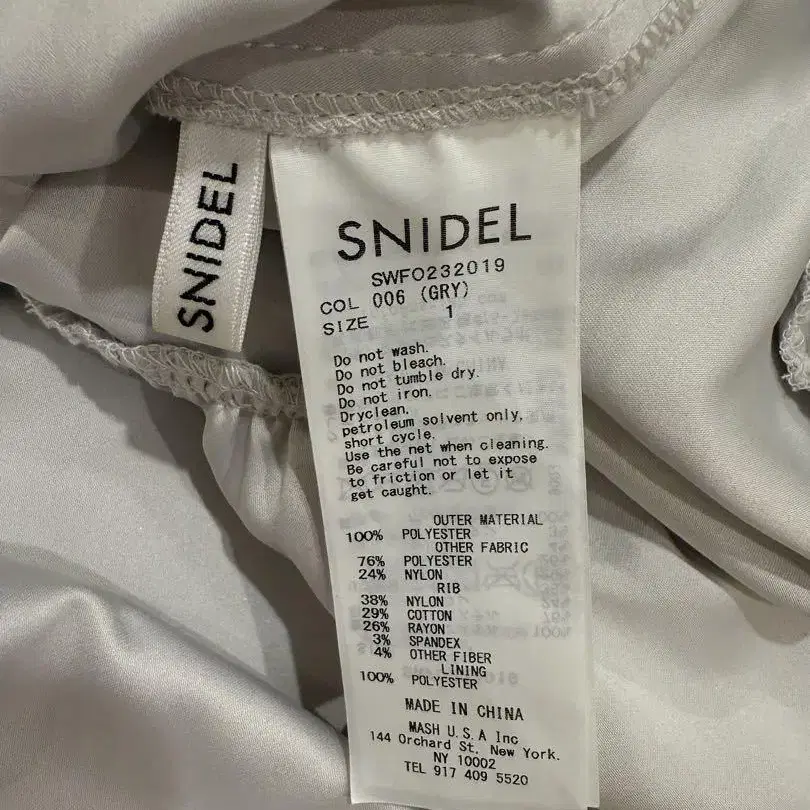 SNIDEL
SNIDEL
SWFO232019
COL 006 (GRY)
SIZE 1
Do not wash.
Do not bleach.
Do not tumble dry.
Do not iron.
Dryclean.
petroleum solvent only,
short cycle.
Use the net when cleaning.
Be careful not to expose
to friction or let it
get caught.
OUTER MATERIAL
100% POLYESTER
OTHER FABRIC
76% POLYESTER
24% NYLON
RIB
38% NYLON
29% COTTON
26% RAYON
3% SPANDEX
4% OTHER FIBER
LINING
100% POLYESTER
MADE IN CHINA
MASH U.S.A Inc
144 Orchard St, New York.
NY 10002
TEL 917 409 5520